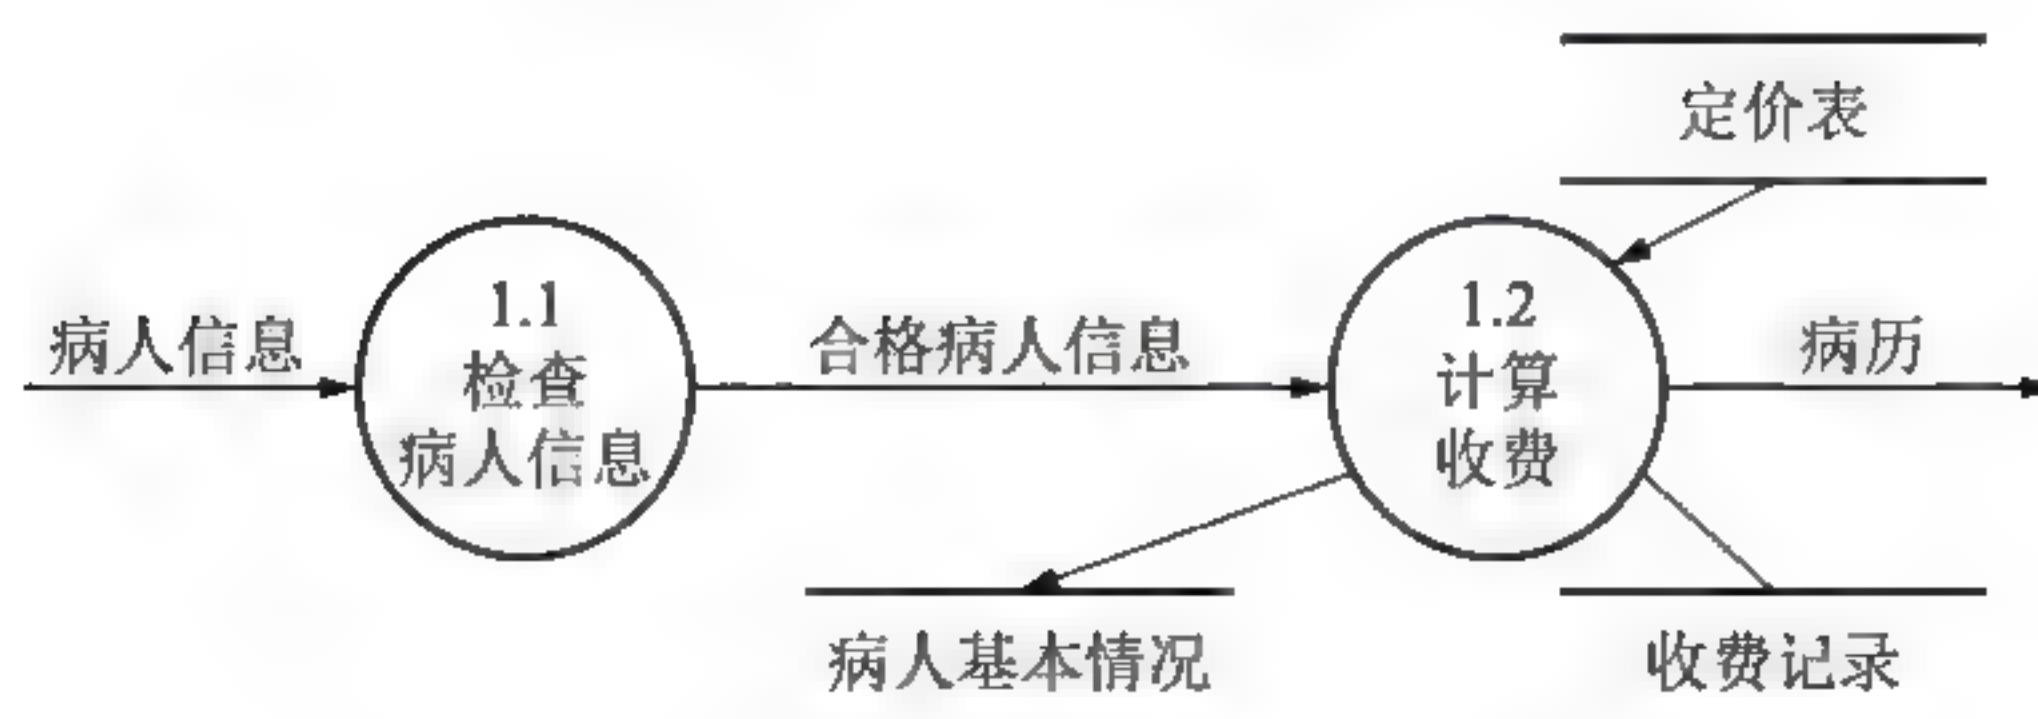 定价表
病人信息
1.1
检查
病人信息
合格病人信息
1.2
计算
收费
病历
病人基本情况
收费记录